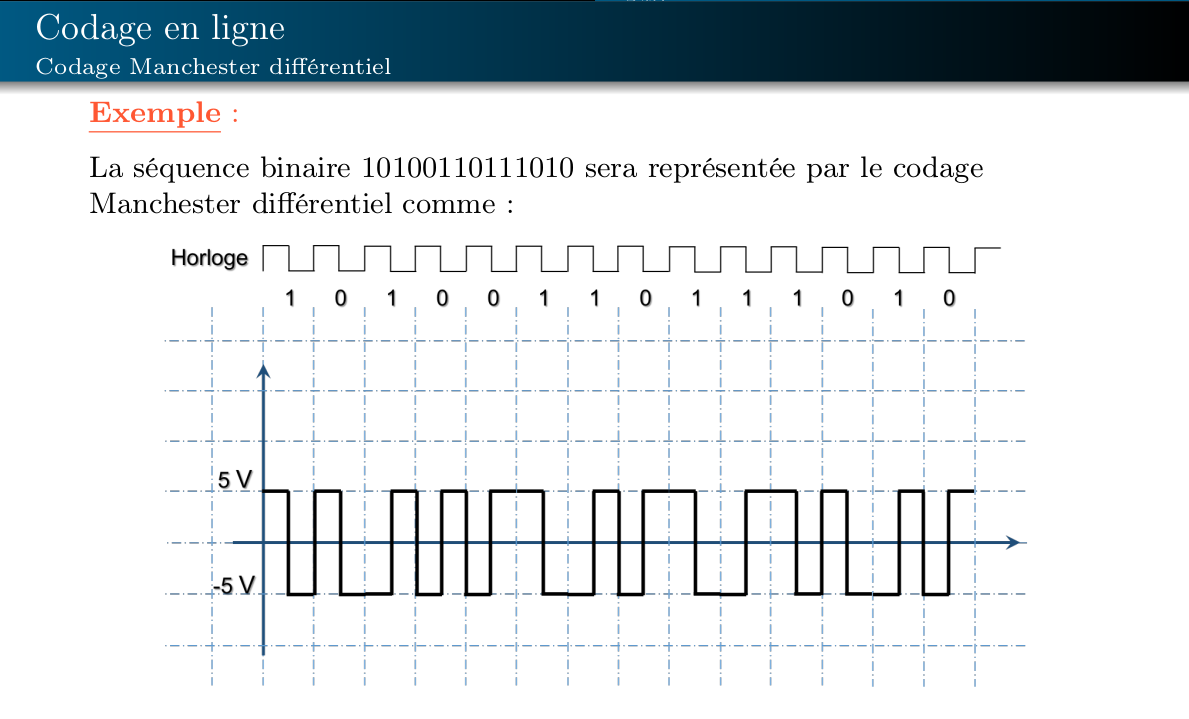 Codage en ligne
Codage Manchester différentiel
Exemple :
La séquence binaire 10100110111010 sera représentée par le codage
Manchester différentiel comme :
Horloge
1 0 1 0 0 1 1 0 1 1 1 0 1 0
5 V
-5 V